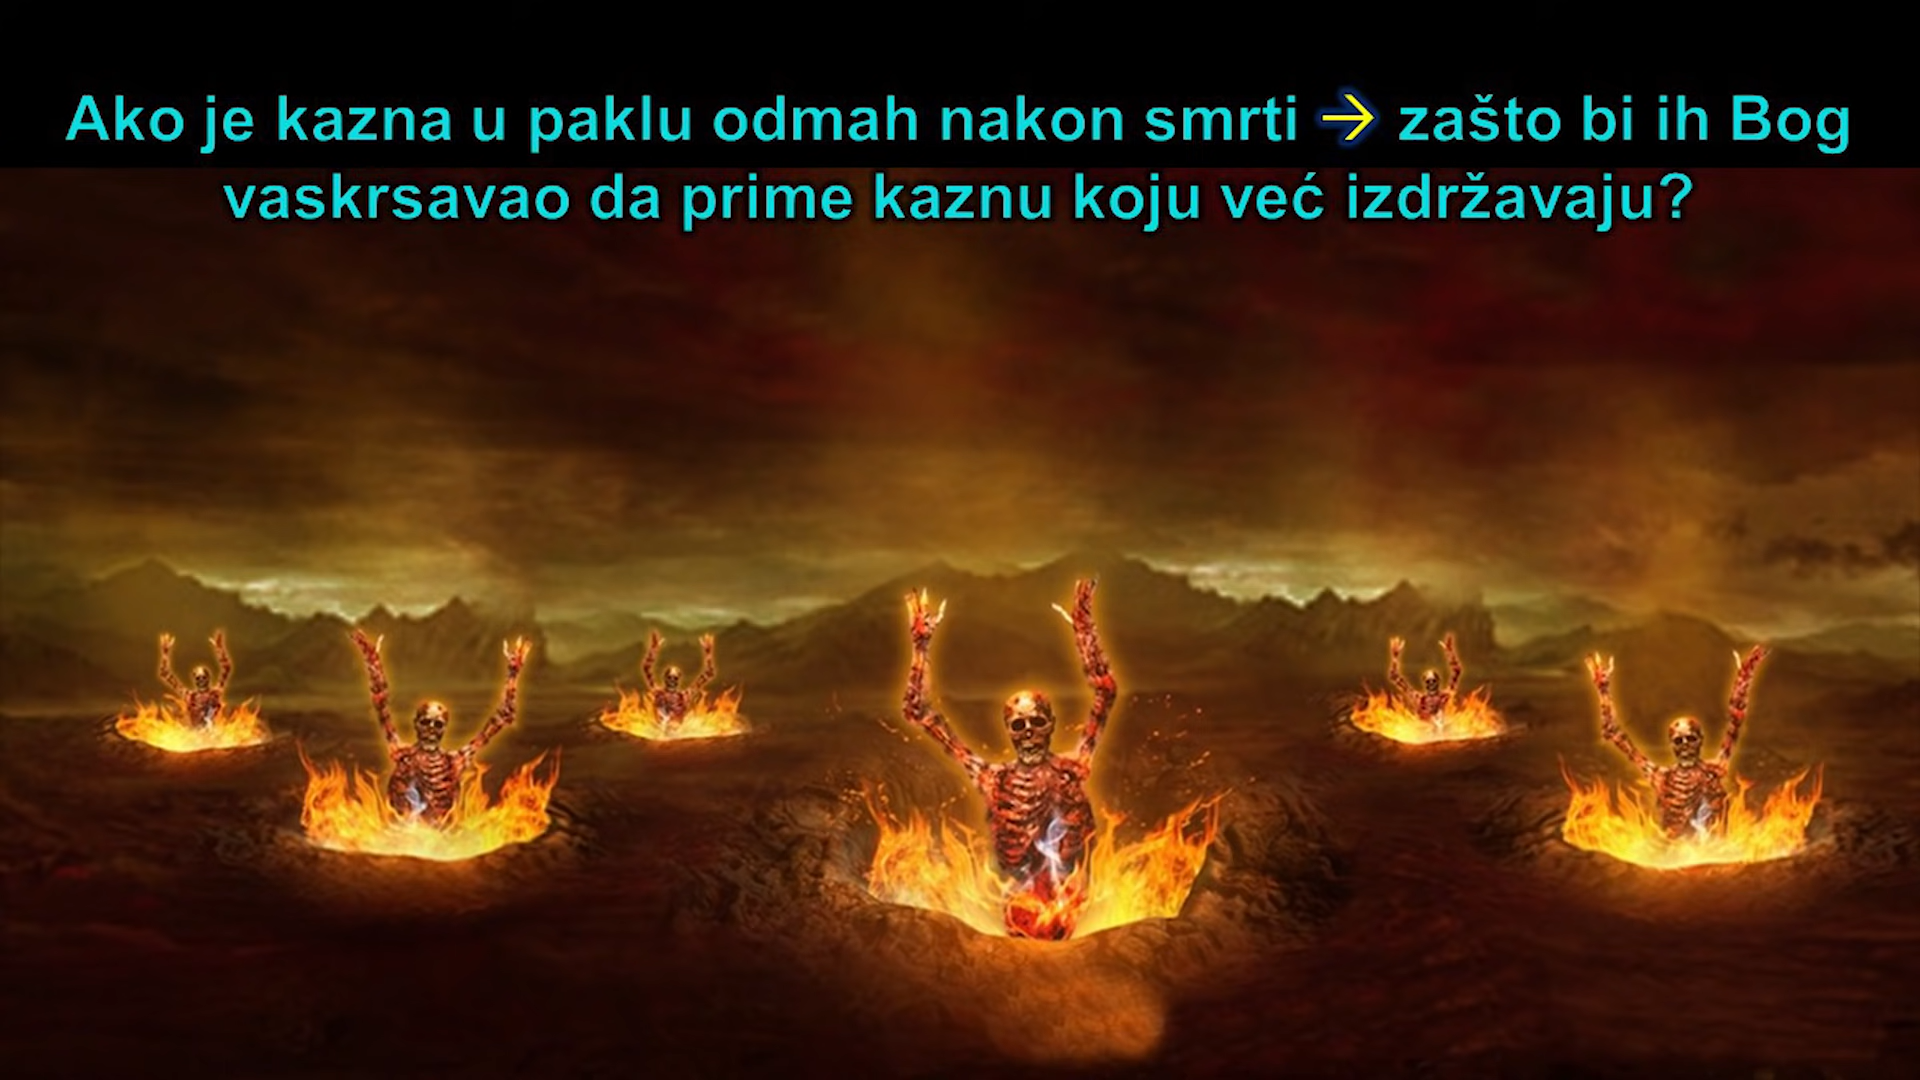 Ako je kazna u paklu odmah nakon smrti → zašto bi ih Bog
vaskrsavao da prime kaznu koju već izdržavaju?